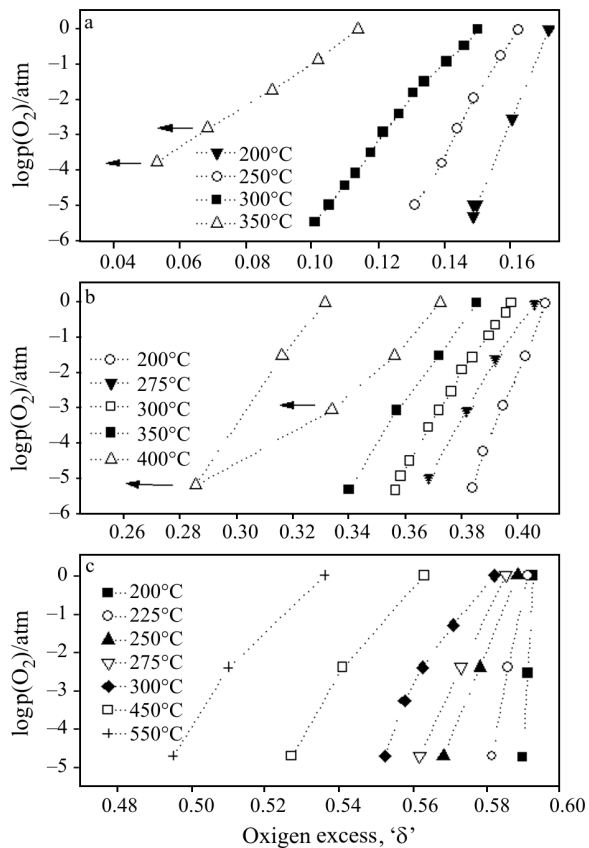 a
logp(O2)/atm
0
−1
−2
−3
−4
−5
−6
200°C
250°C
300°C
350°C
0.04 0.06 0.08 0.10 0.12 0.14 0.16
b
logp(O2)/atm
0
−1
−2
−3
−4
−5
−6
200°C
275°C
300°C
350°C
400°C
0.26 0.28 0.30 0.32 0.34 0.36 0.38 0.40
c
logp(O2)/atm
0
−1
−2
−3
−4
−5
200°C
225°C
250°C
275°C
300°C
450°C
550°C
0.48 0.50 0.52 0.54 0.56 0.58 0.60
Oxigen excess, ‘δ’